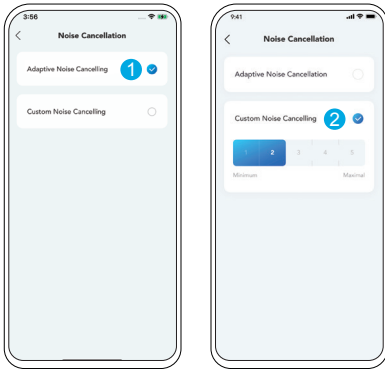 3:56
Noise Cancellation
Adaptive Noise Cancelling
1
Custom Noise Cancelling
9:41
Noise Cancellation
Adaptive Noise Cancellation
Custom Noise Cancelling
2
1 2 3 4 5
Minimum Maximal